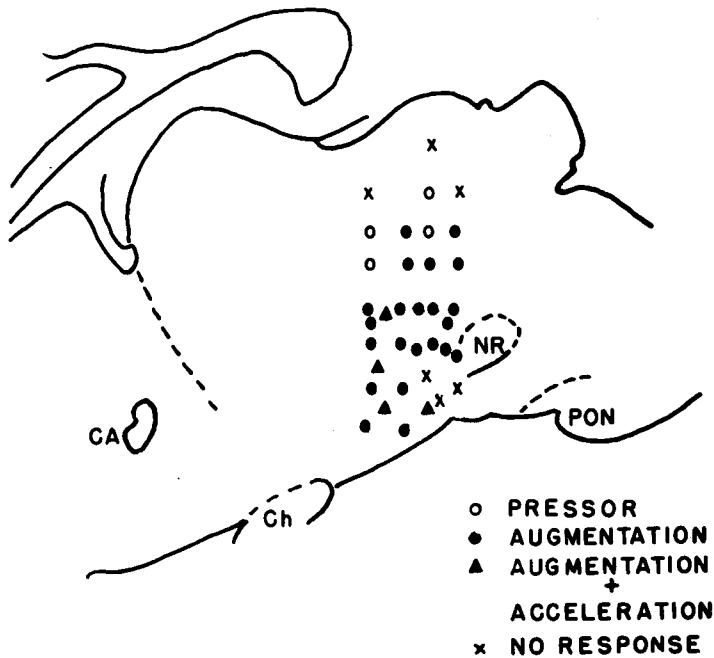 NR
CA
PON
Ch
PRESSOR
AUGMENTATION
AUGMENTATION
+
ACCELERATION
x NO RESPONSE